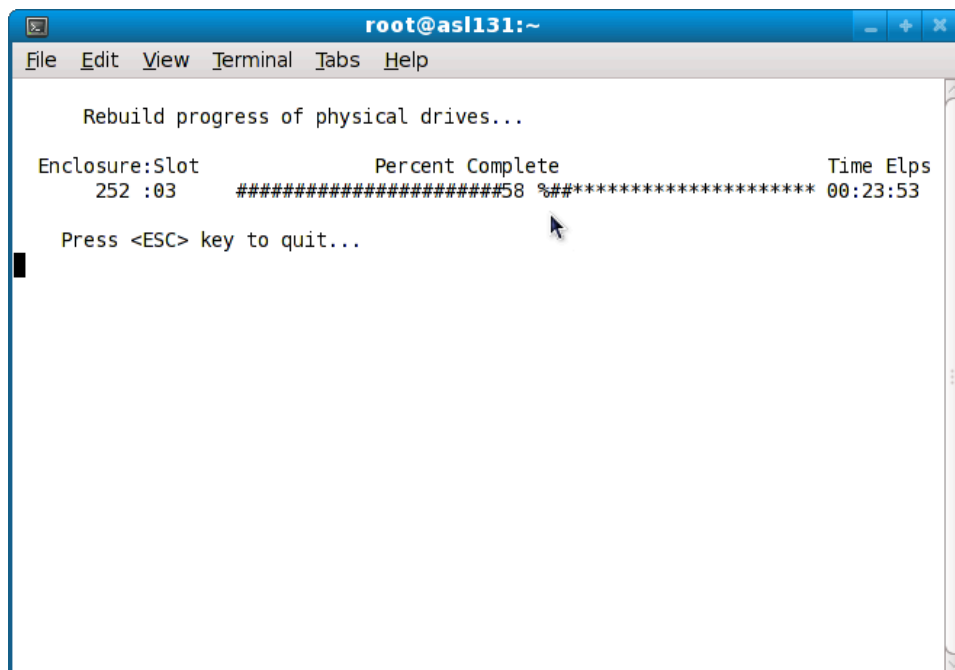 root@asl131:~
File Edit View Terminal Tabs Help
Rebuild progress of physical drives...
Enclosure:Slot Percent Complete Time Elps
252 :03 #######################58 %##********************* 00:23:53
Press <ESC> key to quit...